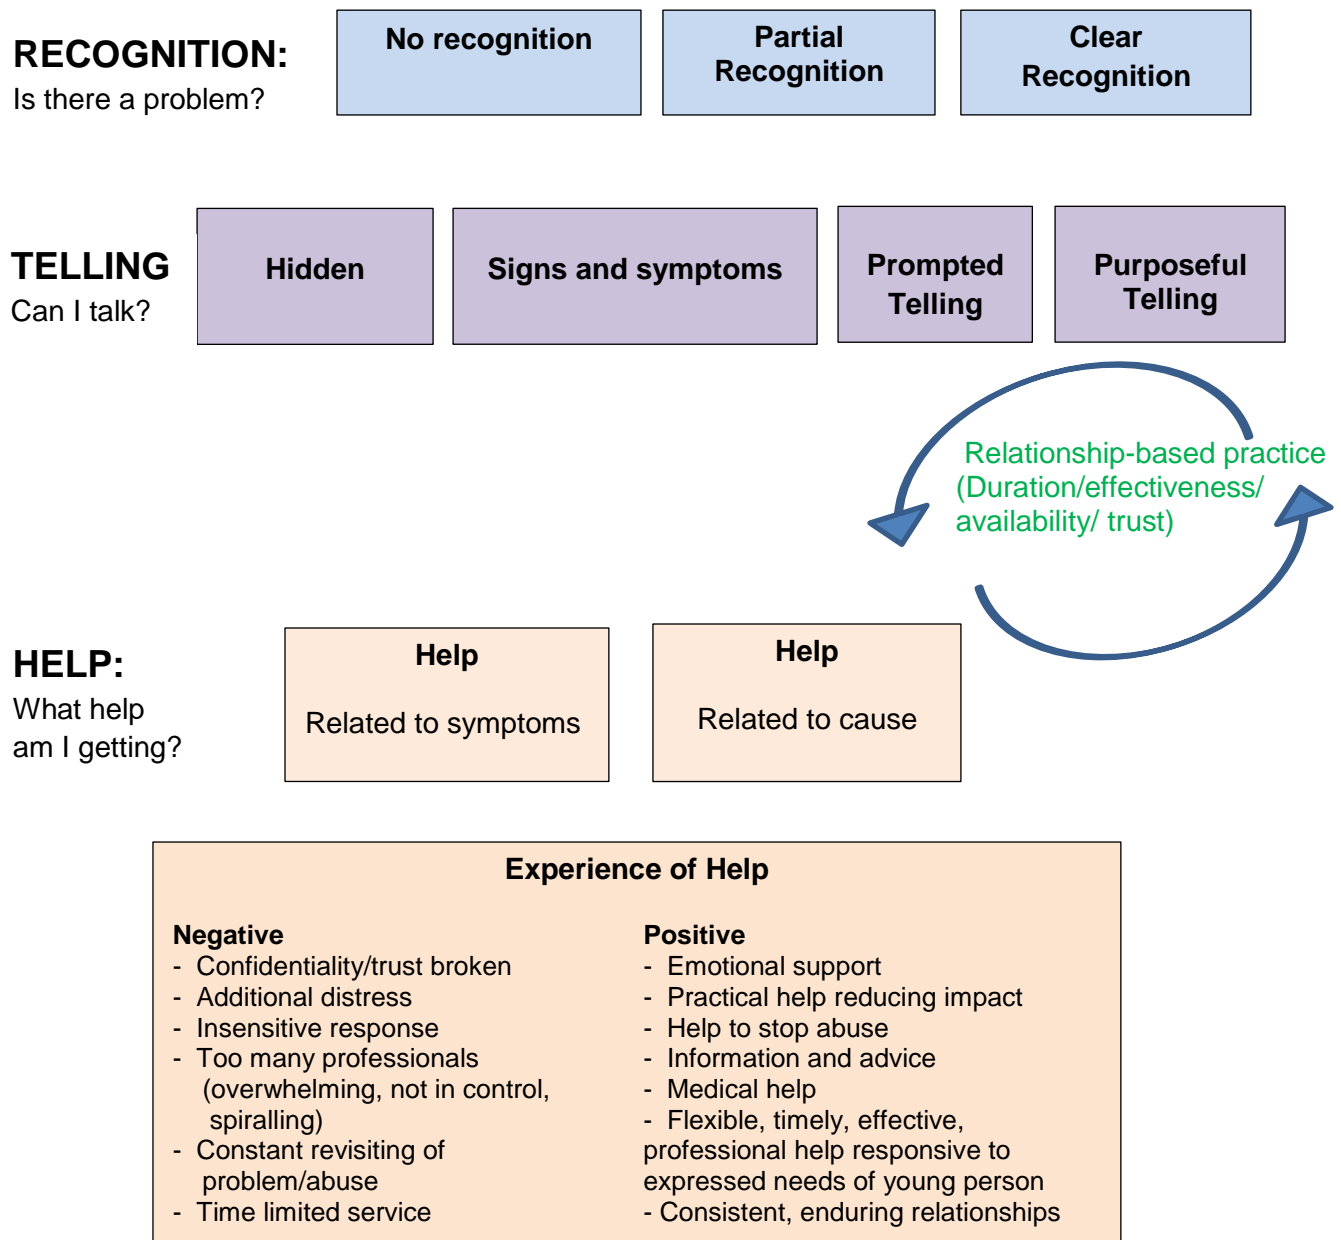 RECOGNITION:
Is there a problem?
No recognition
Partial
Recognition
Clear
Recognition
TELLING
Can I talk?
Hidden
Signs and symptoms
Prompted
Telling
Purposeful
Telling
Relationship-based practice
(Duration/effectiveness/
availability/ trust)
HELP:
What help
am I getting?
Help
Related to symptoms
Help
Related to cause
Experience of Help
Negative
- Confidentiality/trust broken
- Additional distress
- Insensitive response
- Too many professionals
(overwhelming, not in control,
spiralling)
- Constant revisiting of
problem/abuse
- Time limited service
Positive
- Emotional support
- Practical help reducing impact
- Help to stop abuse
- Information and advice
- Medical help
- Flexible, timely, effective,
professional help responsive to
expressed needs of young person
- Consistent, enduring relationships